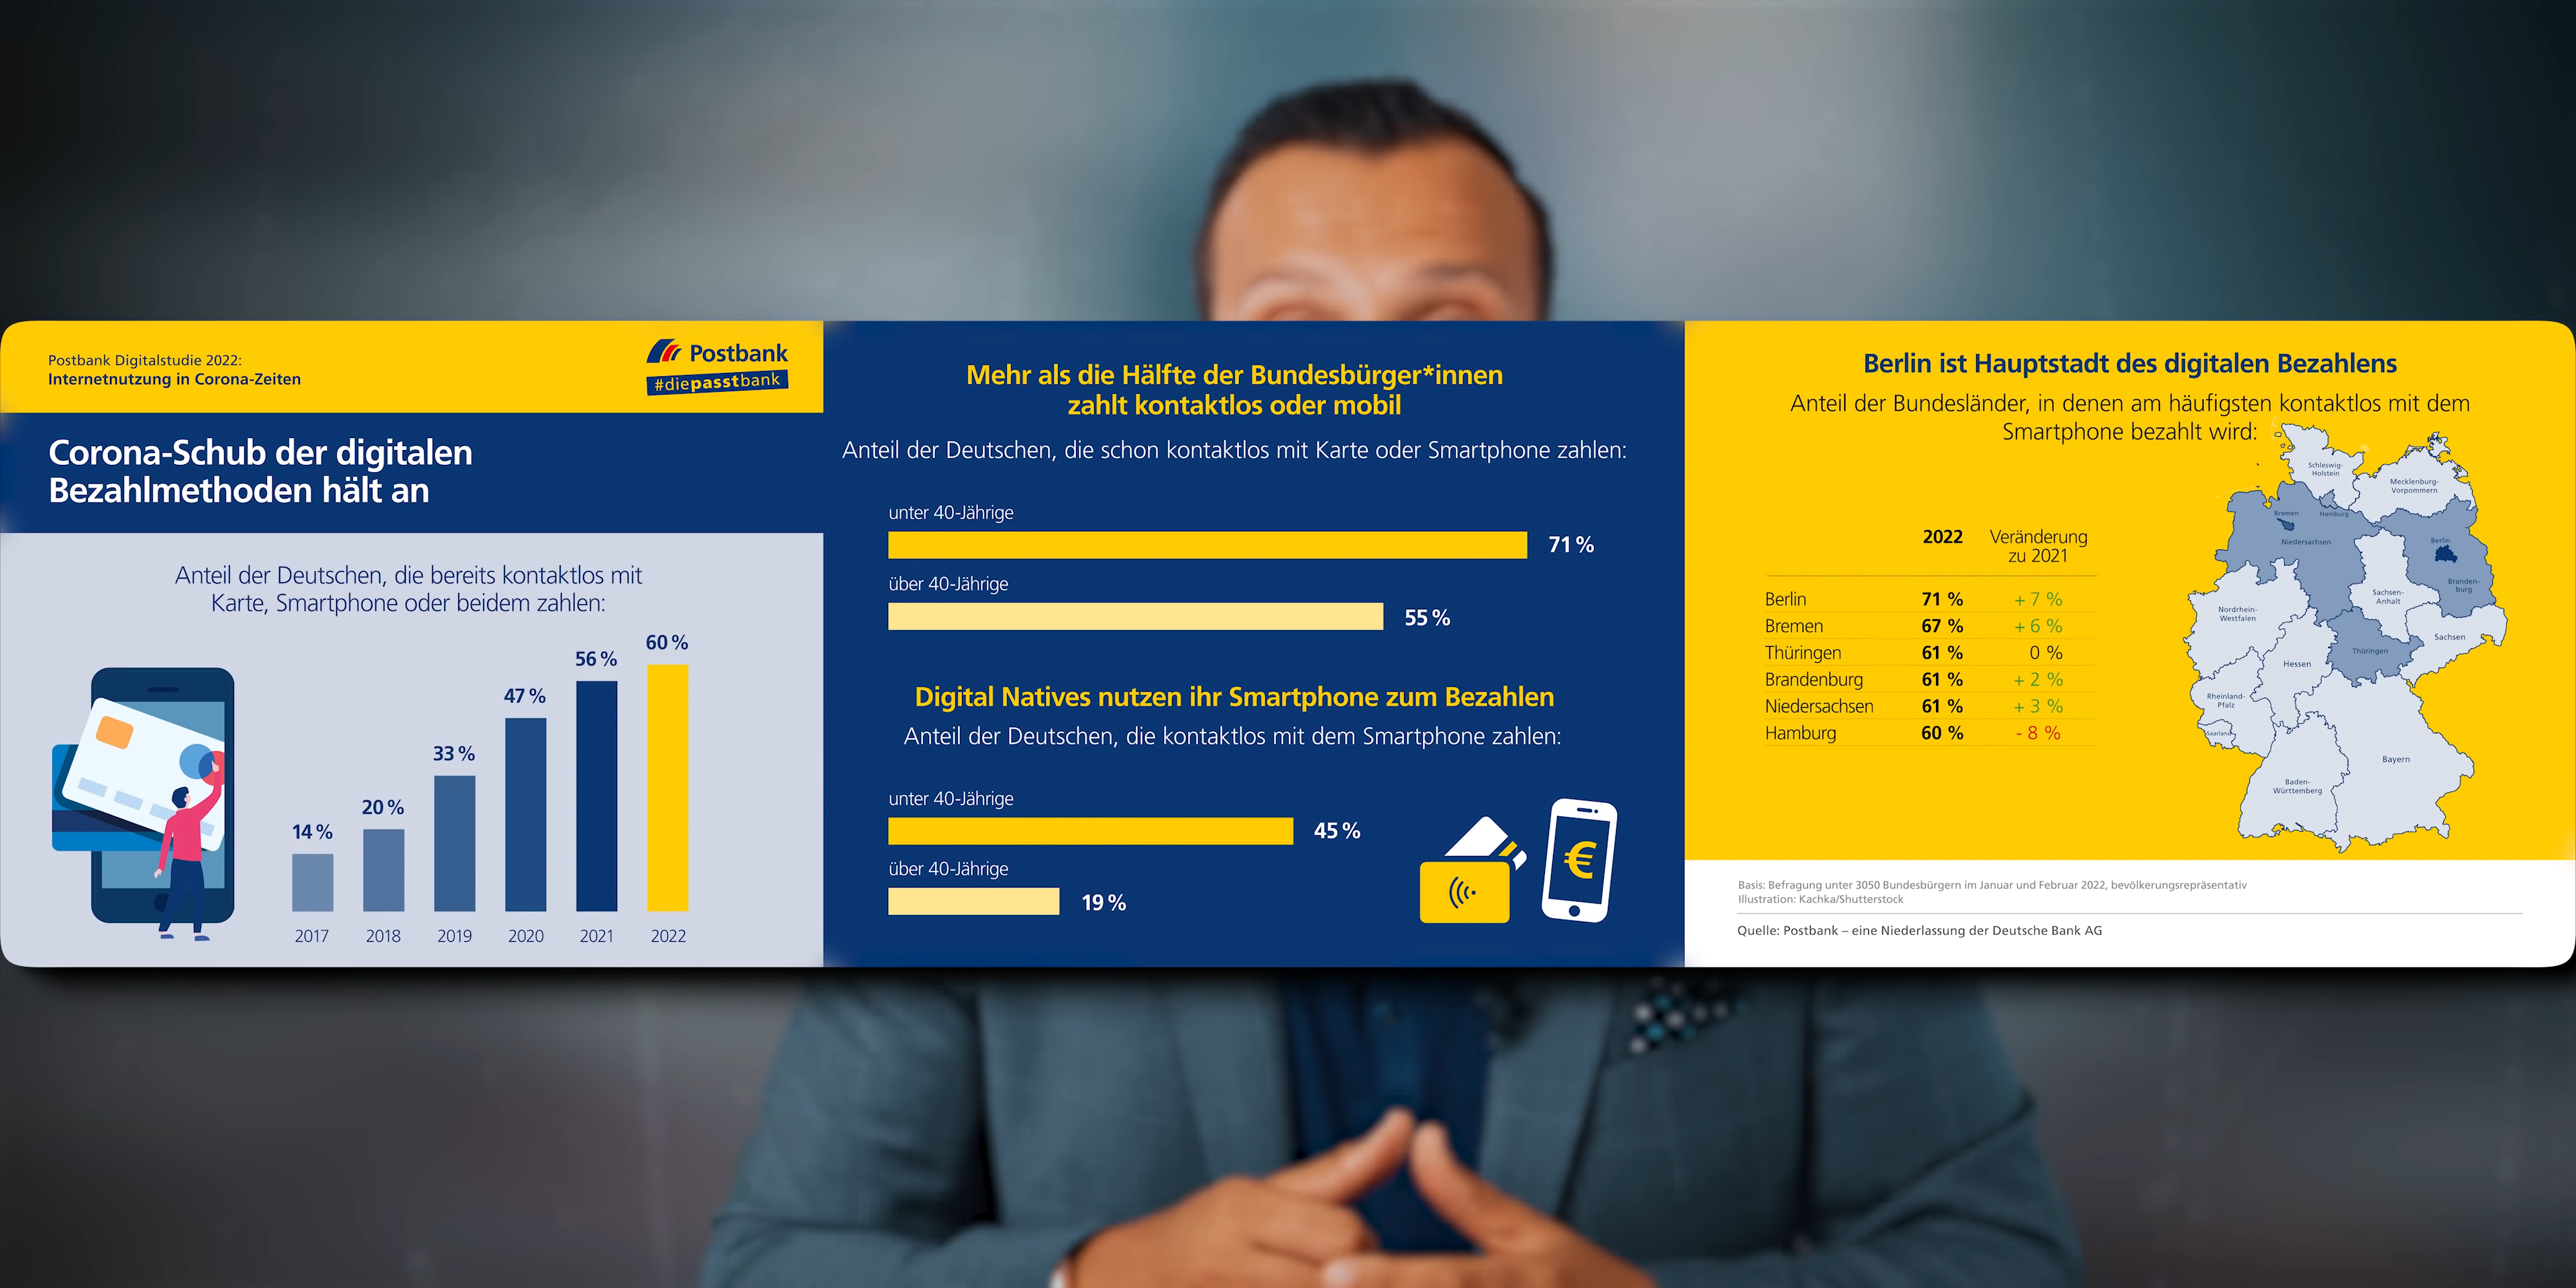 Postbank Digitalstudie 2022:
Internetnutzung in Corona-Zeiten
Postbank
#diepasstbank
Corona-Schub der digitalen
Bezahlmethoden hält an
Anteil der Deutschen, die bereits kontaktlos mit
Karte, Smartphone oder beidem zahlen:
14 %
20 %
33 %
47 %
56 %
60 %
2017
2018
2019
2020
2021
2022
Mehr als die Hälfte der Bundesbürger*innen
zahlt kontaktlos oder mobil
Anteil der Deutschen, die schon kontaktlos mit Karte oder Smartphone zahlen:
unter 40-Jährige
71 %
über 40-Jährige
55 %
Digital Natives nutzen ihr Smartphone zum Bezahlen
Anteil der Deutschen, die kontaktlos mit dem Smartphone zahlen:
unter 40-Jährige
45 %
über 40-Jährige
19 %
€
Berlin ist Hauptstadt des digitalen Bezahlens
Anteil der Bundesländer, in denen am häufigsten kontaktlos mit dem
Smartphone bezahlt wird:
2022 Veränderung
zu 2021
Berlin 71 % + 7 %
Bremen 67 % + 6 %
Thüringen 61 % 0 %
Brandenburg 61 % + 2 %
Niedersachsen 61 % + 3 %
Hamburg 60 % - 8 %
Schleswig-
Holstein
Mecklenburg-
Vorpommern
Bremen
Hamburg
Niedersachsen
Berlin
Branden-
burg
Sachsen-
Anhalt
Nordrhein-
Westfalen
Sachsen
Thüringen
Hessen
Rheinland-
Pfalz
Saarland
Bayern
Baden-
Württemberg
Basis: Befragung unter 3050 Bundesbürgern im Januar und Februar 2022, bevölkerungsrepräsentativ
Illustration: Kachka/Shutterstock
Quelle: Postbank – eine Niederlassung der Deutsche Bank AG